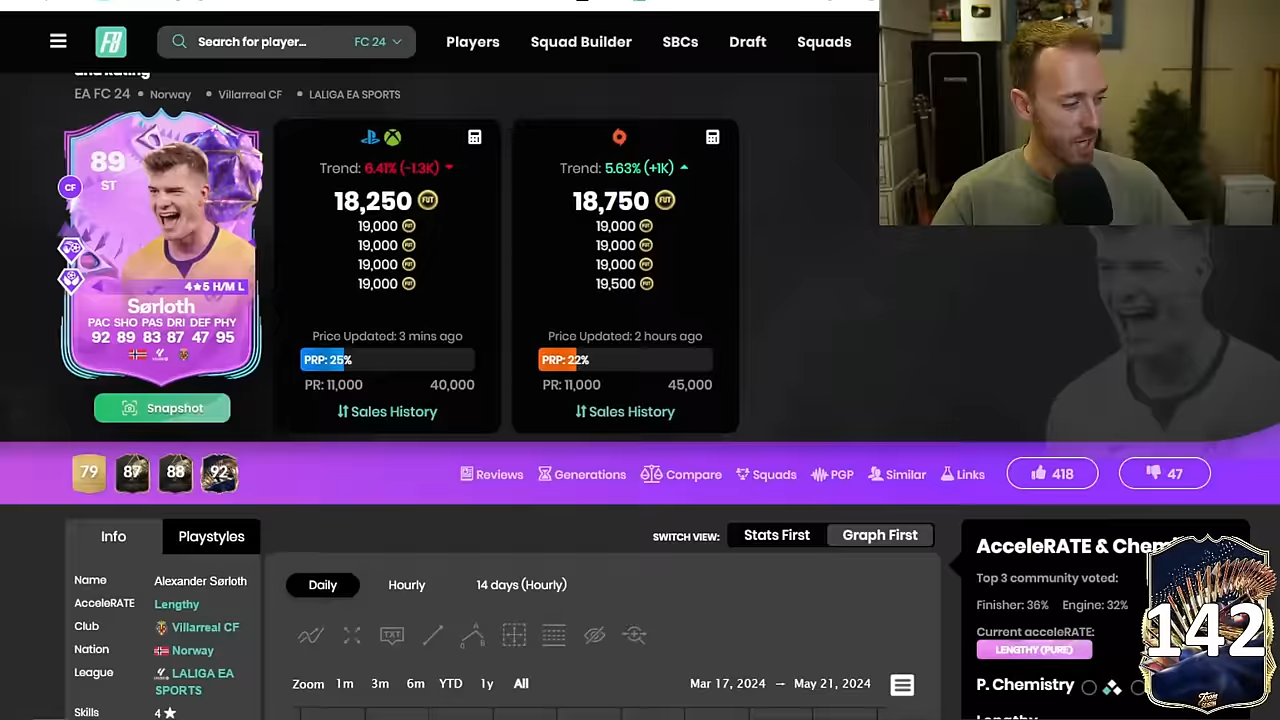 FB
Search for player...
FC 24
Players
Squad Builder
SBCs
Draft
Squads
and Rating
EA FC 24
Norway
Villarreal CF
LALIGA EA SPORTS
89
ST
CF
4★5 H/M L
Sørloth
PAC SHO PAS DRI DEF PHY
92 89 83 87 47 95
Snapshot
Trend: 6.41% (-1.3K)
18,250 FUT
19,000
19,000
19,000
19,000
Price Updated: 3 mins ago
PRP: 25%
PR: 11,000
40,000
Sales History
Trend: 5.63% (+1K)
18,750 FUT
19,000
19,000
19,000
19,500
Price Updated: 2 hours ago
PRP: 22%
PR: 11,000
45,000
Sales History
79
87
88
92
Reviews
Generations
Compare
Squads
PGP
Similar
Links
418
47
Info
Playstyles
Name
Alexander Sørloth
AcceleRATE
Lengthy
Club
Villarreal CF
Nation
Norway
League
LALIGA EA
SPORTS
Skills
4★
SWITCH VIEW:
Stats First
Graph First
Daily
Hourly
14 days (Hourly)
TXT
Zoom
1m
3m
6m
YTD
1y
All
Mar 17, 2024 → May 21, 2024
AcceleRATE & Chem
Top 3 community voted:
Finisher: 36%
Engine: 32%
Current acceleRATE:
LENGTHY (PURE)
P. Chemistry
Lengthy
142